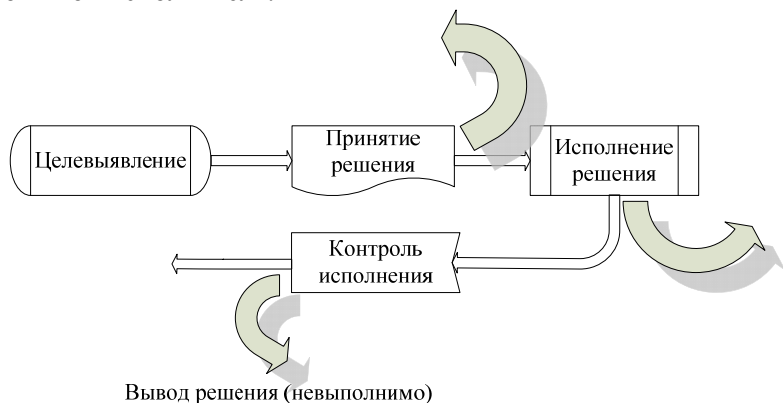 Целевыявление
Принятие
решения
Исполнение
решения
Контроль
исполнения
Вывод решения (невыполнимо)